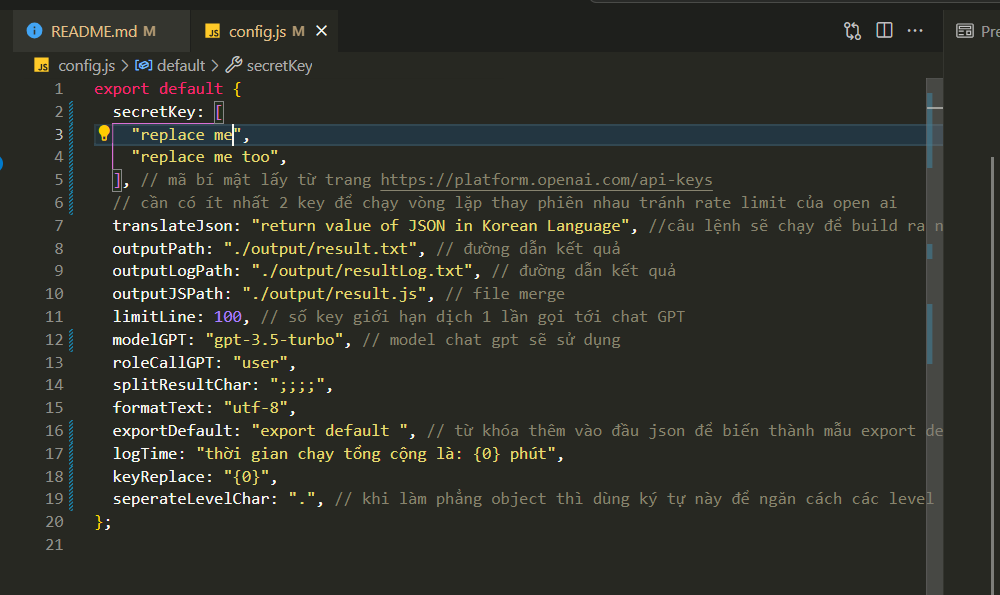 README.md M
config.js M
Pre
config.js > default > secretKey
1 export default {
2 secretKey: [
3 "replace me",
4 "replace me too",
5 ], // mã bí mật lấy từ trang https://platform.openai.com/api-keys
6 // cần có ít nhất 2 key để chạy vòng lặp thay phiên nhau tránh rate limit của open ai
7 translateJson: "return value of JSON in Korean Language", //câu lệnh sẽ chạy để build ra n
8 outputPath: "./output/result.txt", // đường dẫn kết quả
9 outputLogPath: "./output/resultLog.txt", // đường dẫn kết quả
10 outputJSPath: "./output/result.js", // file merge
11 limitLine: 100, // số key giới hạn dịch 1 lần gọi tới chat GPT
12 modelGPT: "gpt-3.5-turbo", // model chat gpt sẽ sử dụng
13 roleCallGPT: "user",
14 splitResultChar: ";;;;",
15 formatText: "utf-8",
16 exportDefault: "export default ", // từ khóa thêm vào đầu json để biến thành mẫu export de
17 logTime: "thời gian chạy tổng cộng là: {0} phút",
18 keyReplace: "{0}",
19 seperateLevelChar: ".", // khi làm phẳng object thì dùng ký tự này để ngăn cách các level
20 };
21